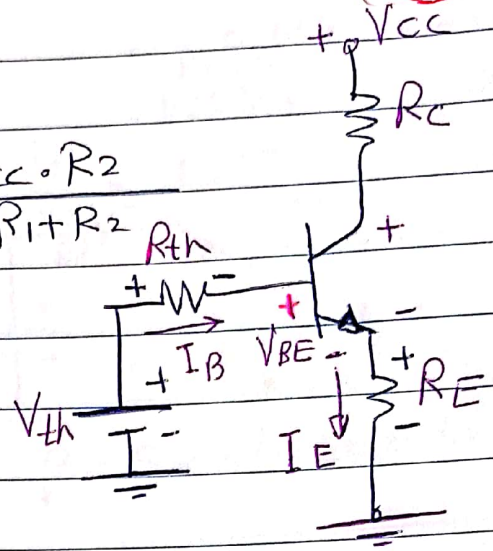 + Vcc
Rc
c . R2
R1 + R2
+
Rth
+ -
+
-
IB
VBE -
+
RE
+
Vth
-
IE
-